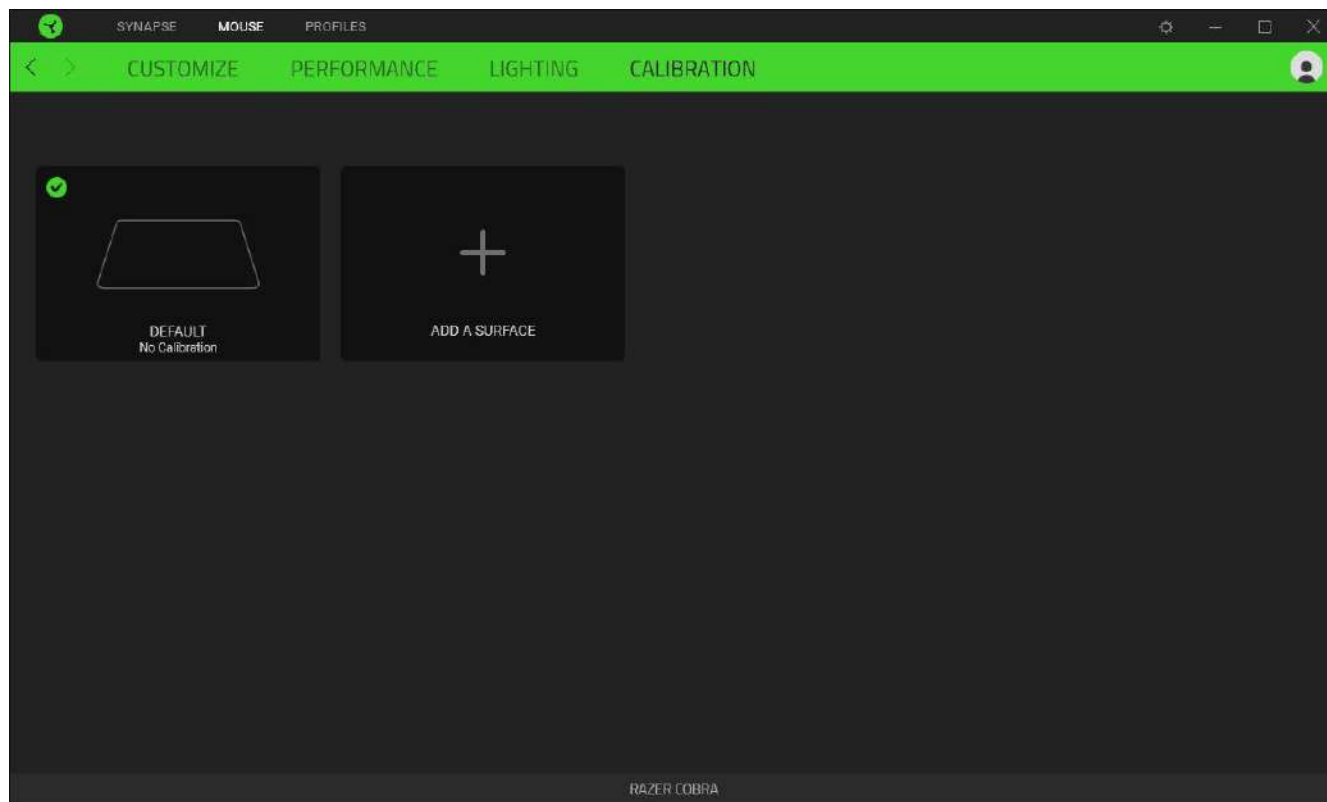 SYNAPSE MOUSE PROFILES
CUSTOMIZE PERFORMANCE LIGHTING CALIBRATION
DEFAULT
No Calibration
ADD A SURFACE
RAZER COBRA